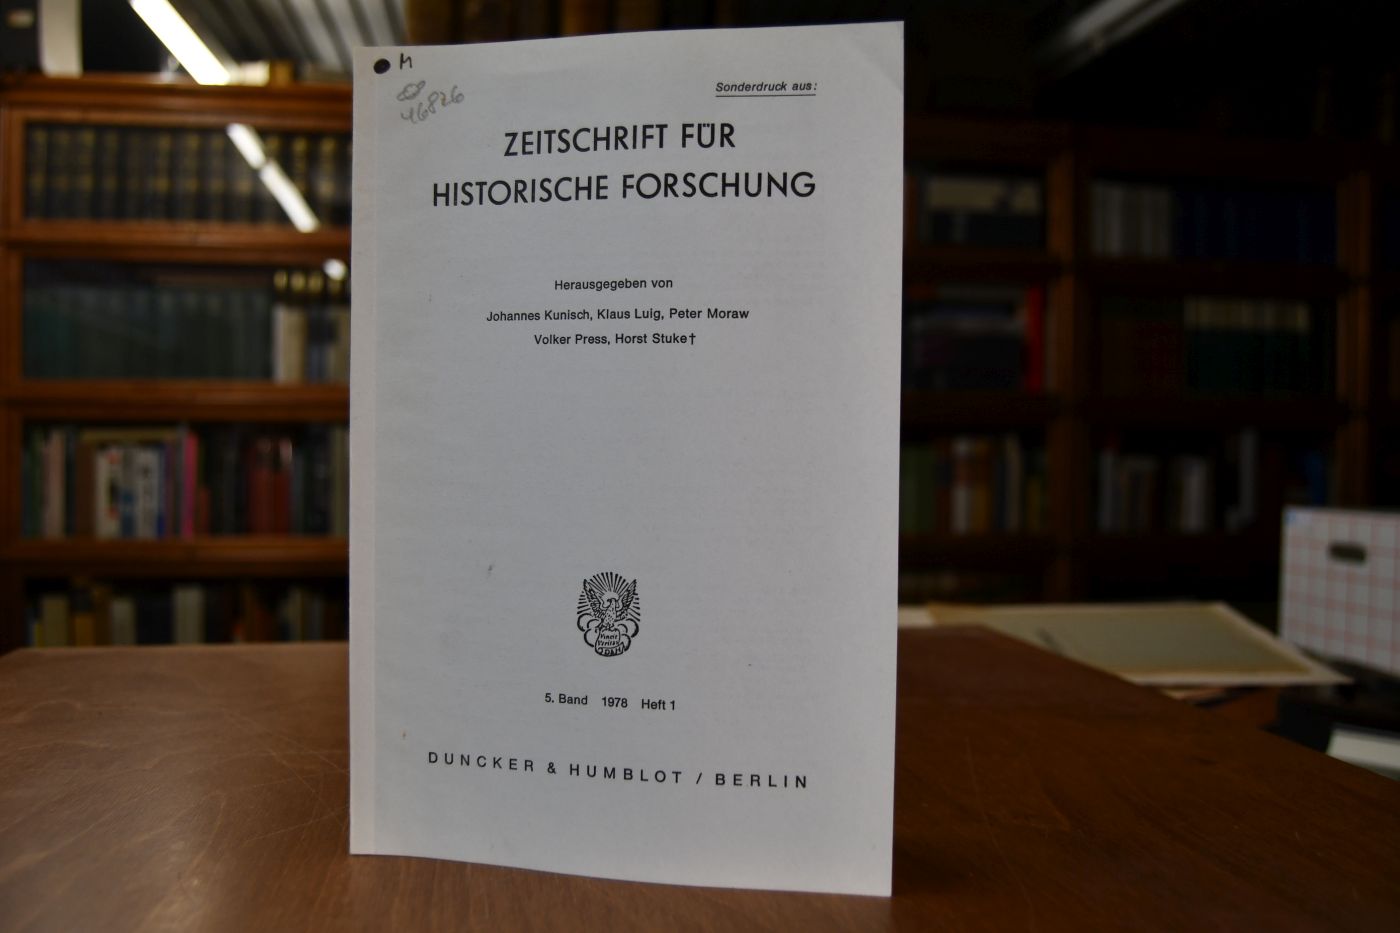 M
46826
Sonderdruck aus:
ZEITSCHRIFT FÜR
HISTORISCHE FORSCHUNG
Herausgegeben von
Johannes Kunisch, Klaus Luig, Peter Moraw
Volker Press, Horst Stuke†
5. Band 1978 Heft 1
DUNCKER & HUMBLOT / BERLIN